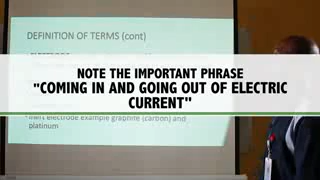 DEFINITION OF TERMS (cont)
NOTE THE IMPORTANT PHRASE
"COMING IN AND GOING OUT OF ELECTRIC
CURRENT"
inert electrode example graphite (carbon) and
platinum